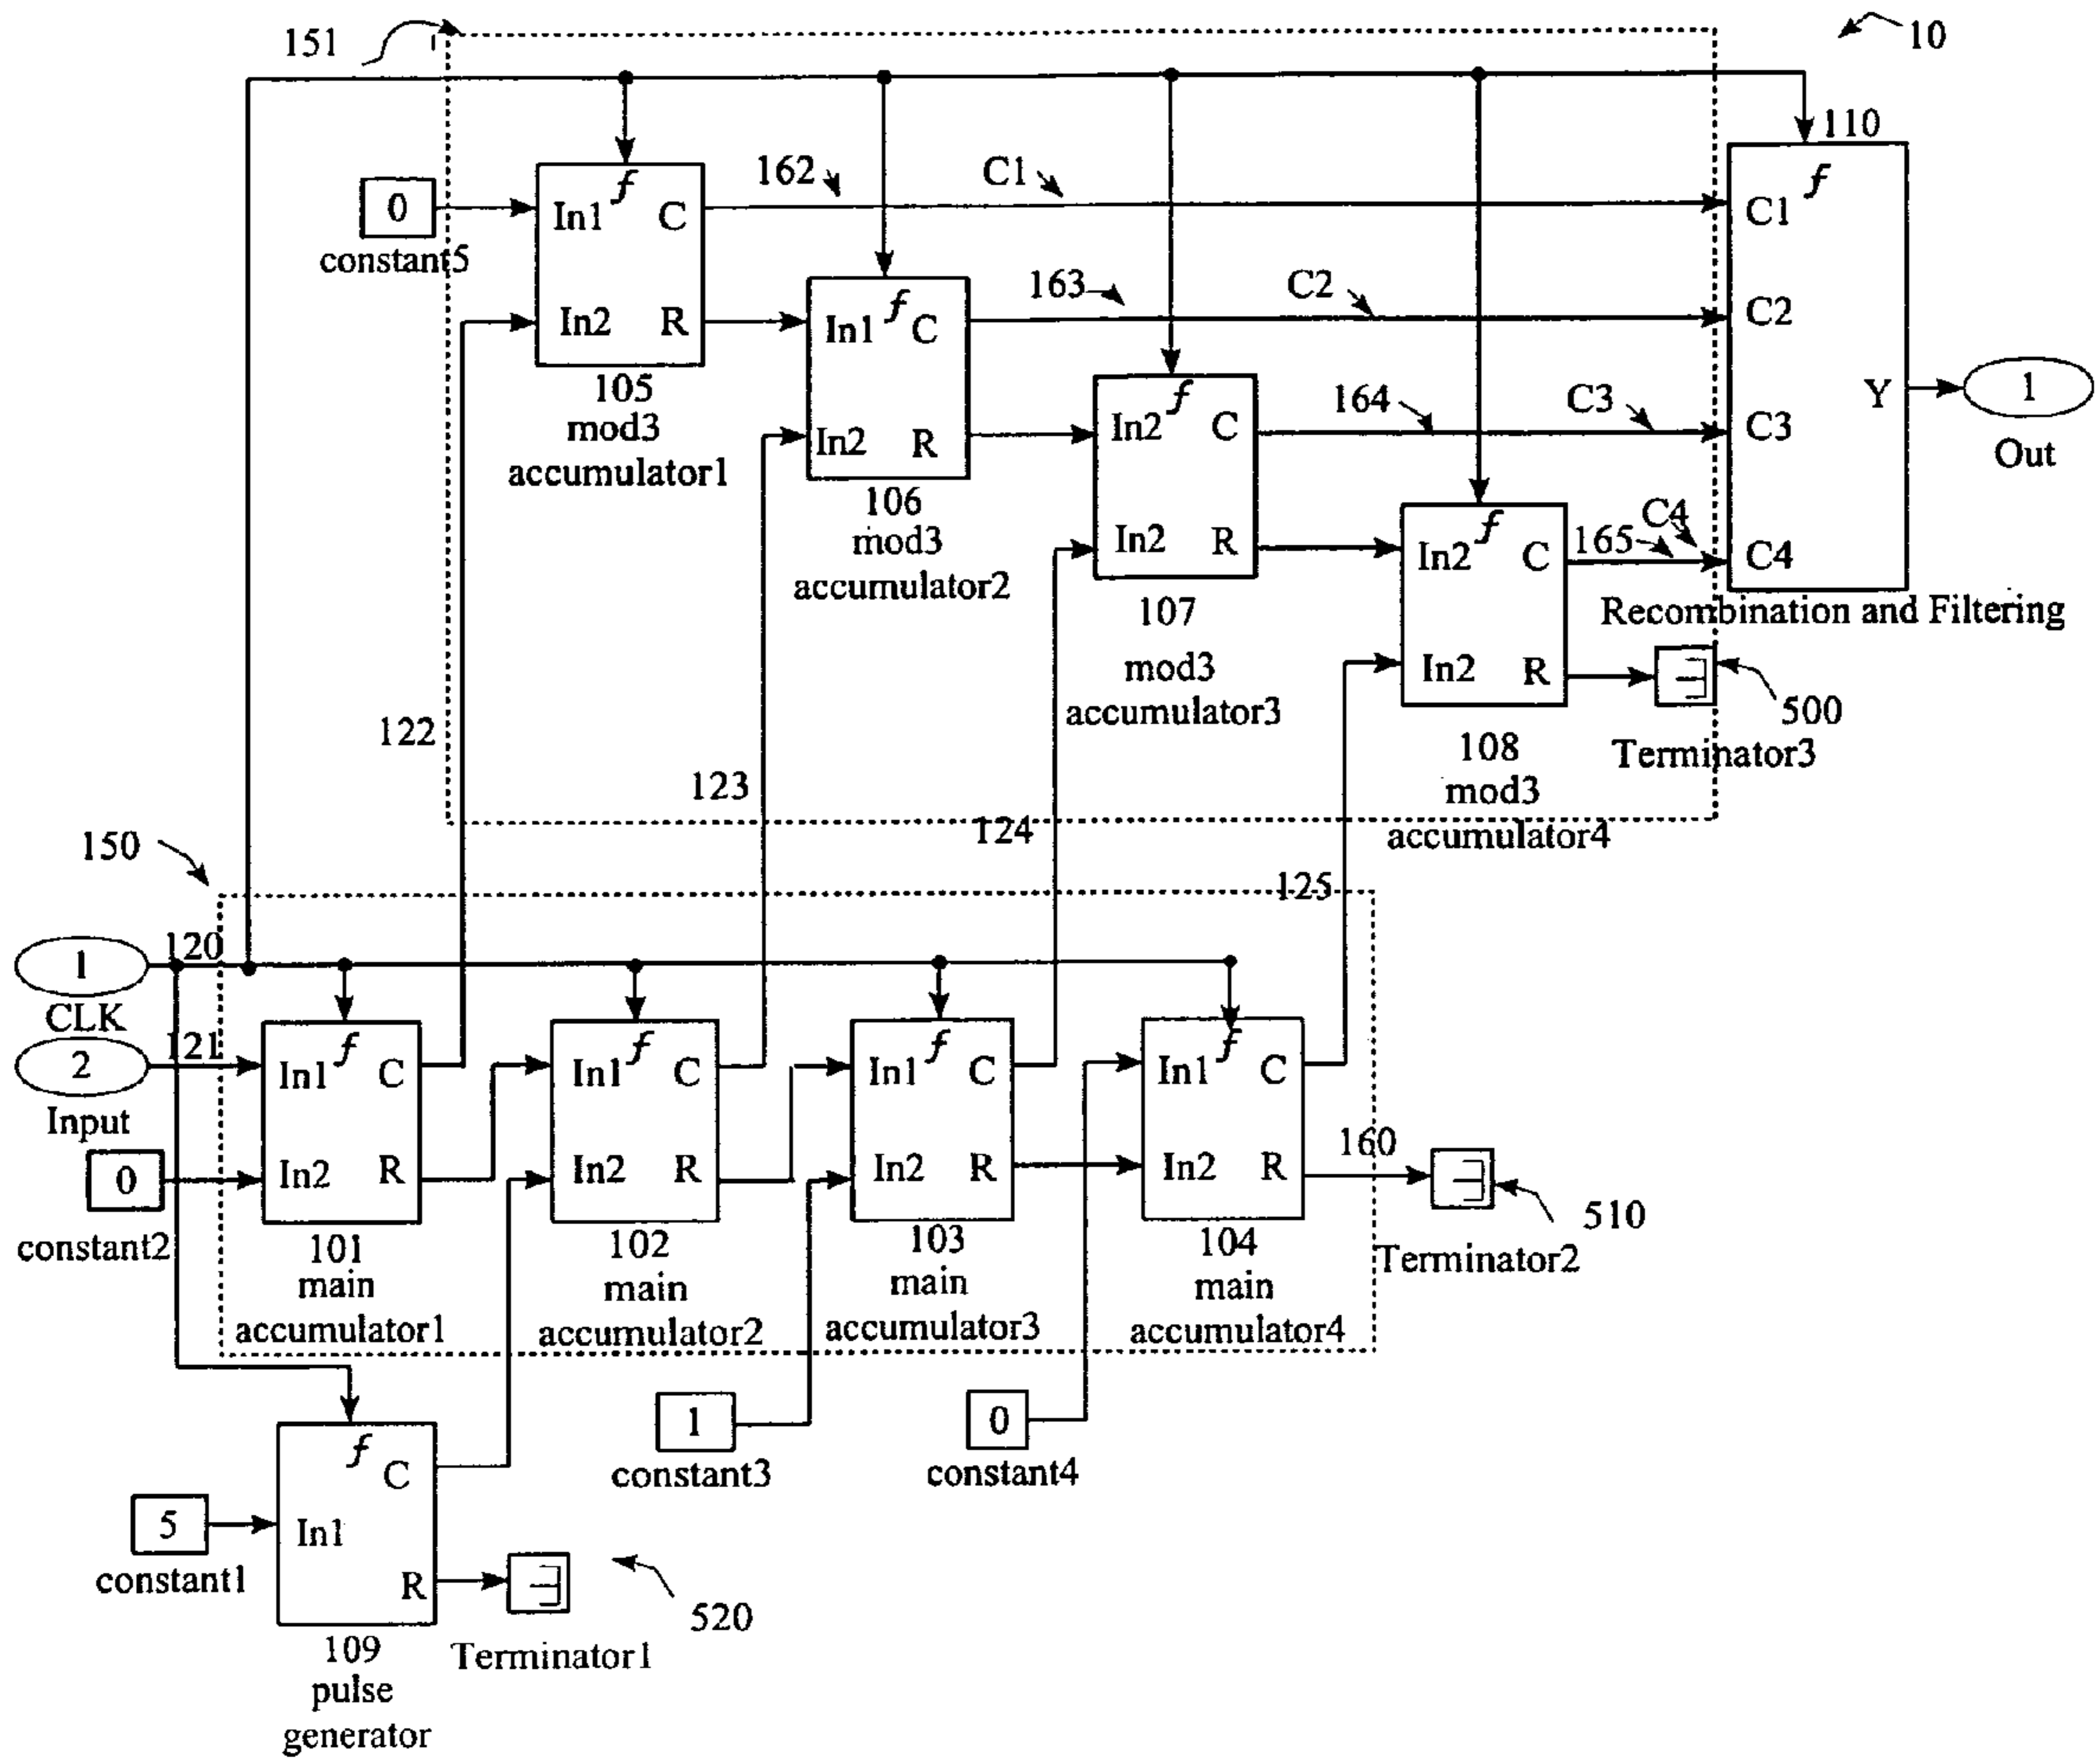 151
10
110
f
162
C1
f
0
In1
C
C1
constant5
f
163
C2
In2
R
In1
C
C2
105
mod3
accumulator1
f
164
C3
Y
1
In2
R
In2
C
C3
Out
106
mod3
accumulator2
f
C4
165
In2
R
In2
C
C4
107
mod3
accumulator3
Recombination and Filtering
In2
R
500
122
108
mod3
accumulator4
Terminator3
123
124
150
125
120
1
CLK
121
2
Input
f
In1
C
f
In1
C
f
In1
C
f
In1
C
0
constant2
In2
R
In2
R
In2
R
In2
R
160
510
Terminator2
101
main
accumulator1
102
main
accumulator2
103
main
accumulator3
104
main
accumulator4
1
constant3
0
constant4
f
C
5
In1
constant1
R
520
Terminator1
109
pulse
generator